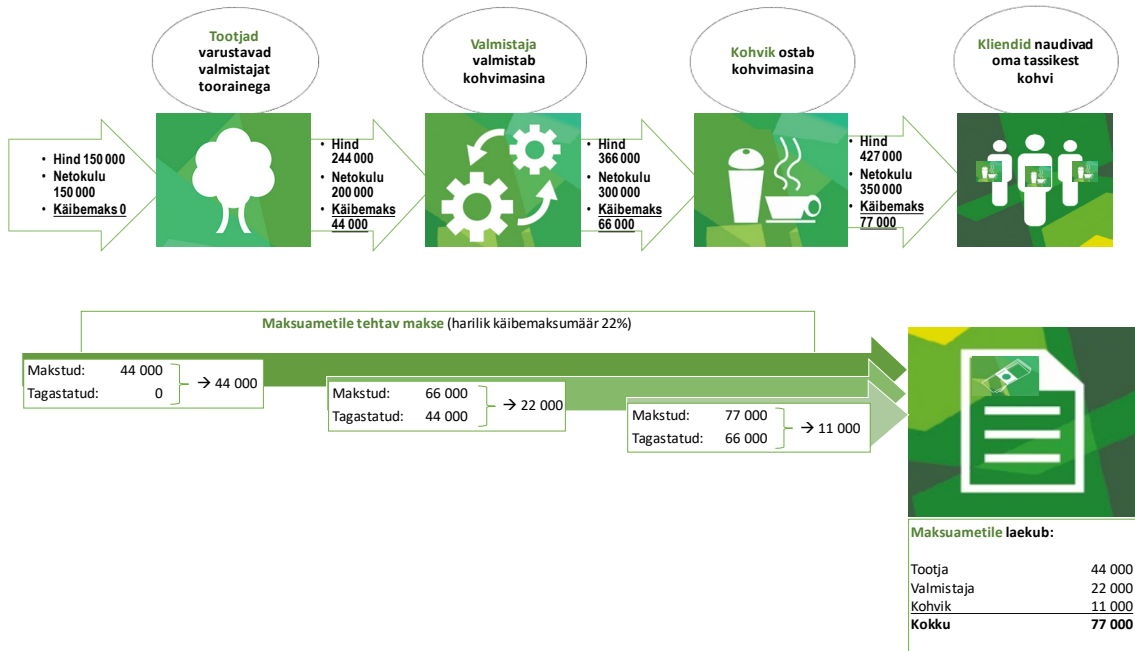 Tootjad
varustavad
valmistajat
toorainega
Valmistaja
valmistab
kohvimasina
Kohvik ostab
kohvimasina
Kliendid naudivad
oma tassikest
kohvi
• Hind 150 000
• Netokulu
150 000
• Käibemaks 0
• Hind
244 000
• Netokulu
200 000
• Käibemaks
44 000
• Hind
366 000
• Netokulu
300 000
• Käibemaks
66 000
• Hind
427 000
• Netokulu
350 000
• Käibemaks
77 000
Maksuametile tehtav makse (harilik käibemaksumäär 22%)
Makstud: 44 000
Tagastatud: 0
→ 44 000
Makstud: 66 000
Tagastatud: 44 000
→ 22 000
Makstud: 77 000
Tagastatud: 66 000
→ 11 000
Maksuametile laekub:
Tootja 44 000
Valmistaja 22 000
Kohvik 11 000
Kokku 77 000